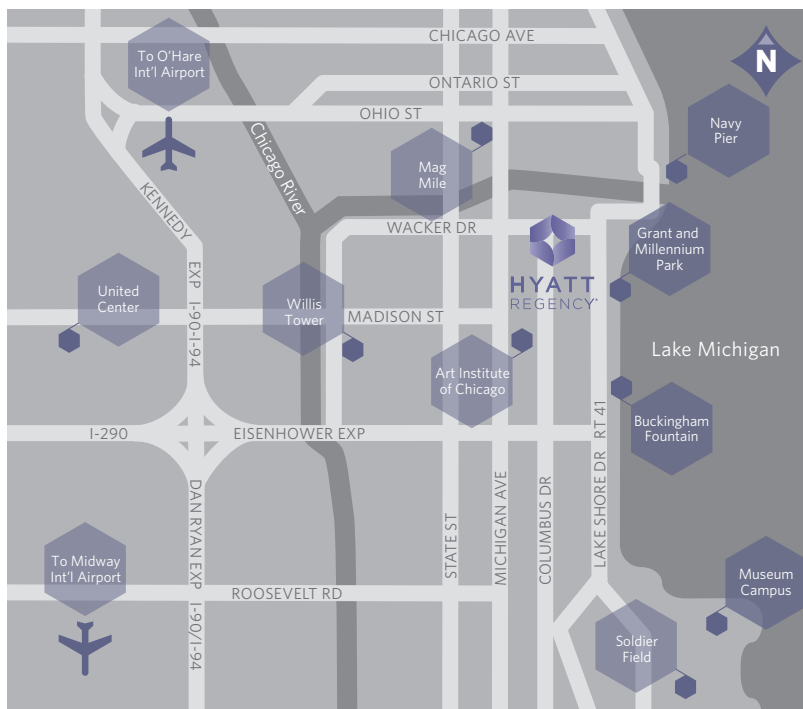 CHICAGO AVE
To O'Hare
Int'l Airport
N
ONTARIO ST
OHIO ST
Navy
Pier
Chicago River
Mag
Mile
KENNEDY
EXP I-90-I-94
WACKER DR
Grant and
Millennium
Park
HYATT
REGENCY®
United
Center
Willis
Tower
MADISON ST
Lake Michigan
Art Institute
of Chicago
Buckingham
Fountain
I-290
EISENHOWER EXP
LAKE SHORE DR RT 41
DAN RYAN EXP I-90/I-94
STATE ST
MICHIGAN AVE
COLUMBUS DR
To Midway
Int'l Airport
ROOSEVELT RD
Museum
Campus
Soldier
Field